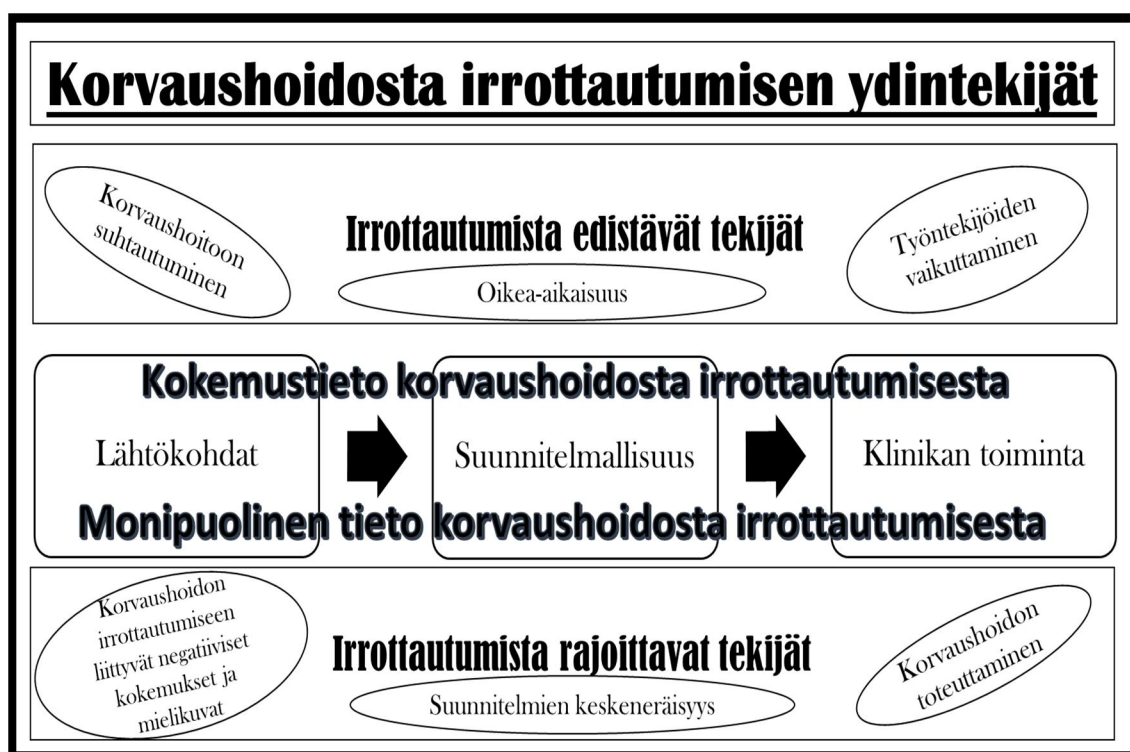 Korvaushoidosta irrottautumisen ydintekijät
Korvaushoitoon
suhtautuminen
Irrottautumista edistävät tekijät
Oikea-aikaisuus
Työntekijöiden
vaikuttaminen
Kokemustieto korvaushoidosta irrottautumisesta
Lähtökohdat
Suunnitelmallisuus
Klinikan toiminta
Monipuolinen tieto korvaushoidosta irrottautumisesta
Korvaushoidon
irrottautumiseen
liittyvät negatiiviset
kokemukset ja
mielikuvat
Irrottautumista rajoittavat tekijät
Suunnitelmien keskeneräisyys
Korvaushoidon
toteuttaminen